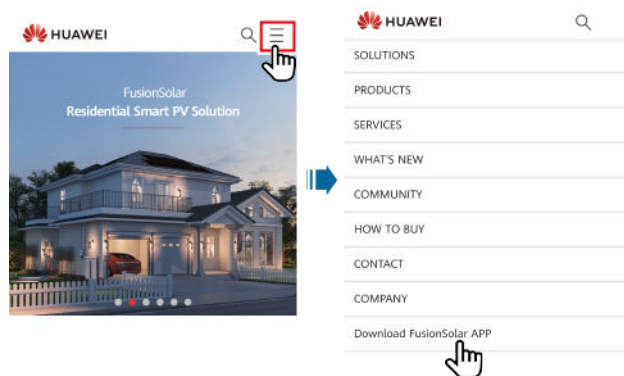 HUAWEI
FusionSolar
Residential Smart PV Solution
HUAWEI
SOLUTIONS
PRODUCTS
SERVICES
WHAT'S NEW
COMMUNITY
HOW TO BUY
CONTACT
COMPANY
Download FusionSolar APP